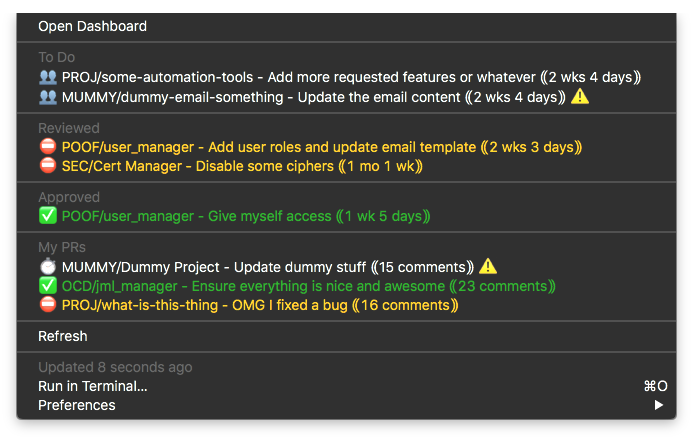 Open Dashboard
To Do
👥 PROJ/some-automation-tools - Add more requested features or whatever ⸨2 wks 4 days⸩
👥 MUMMY/dummy-email-something - Update the email content ⸨2 wks 4 days⸩ ⚠️
Reviewed
⛔ POOF/user_manager - Add user roles and update email template ⸨2 wks 3 days⸩
⛔ SEC/Cert Manager - Disable some ciphers ⸨1 mo 1 wk⸩
Approved
✅ POOF/user_manager - Give myself access ⸨1 wk 5 days⸩
My PRs
⏱ MUMMY/Dummy Project - Update dummy stuff ⸨15 comments⸩ ⚠️
✅ OCD/jml_manager - Ensure everything is nice and awesome ⸨23 comments⸩
⛔ PROJ/what-is-this-thing - OMG I fixed a bug ⸨16 comments⸩
Refresh
Updated 8 seconds ago
Run in Terminal... ⌘O
Preferences ▶